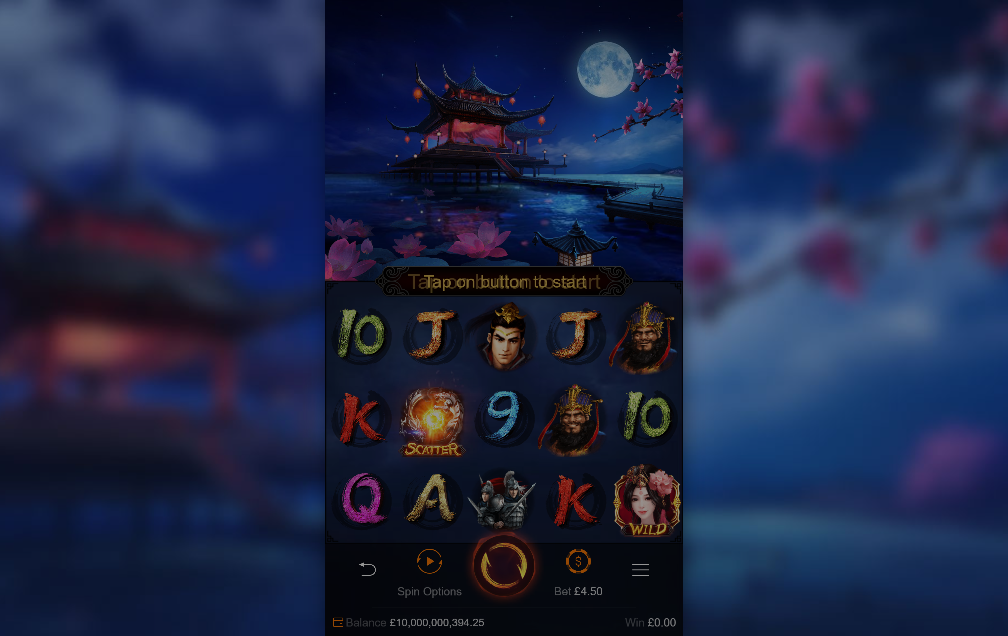 Tap on button to start
10 J J
K SCATTER 9 10
Q A K WILD
Spin Options
Bet £4.50
Balance £10,000,000,394.25
Win £0.00